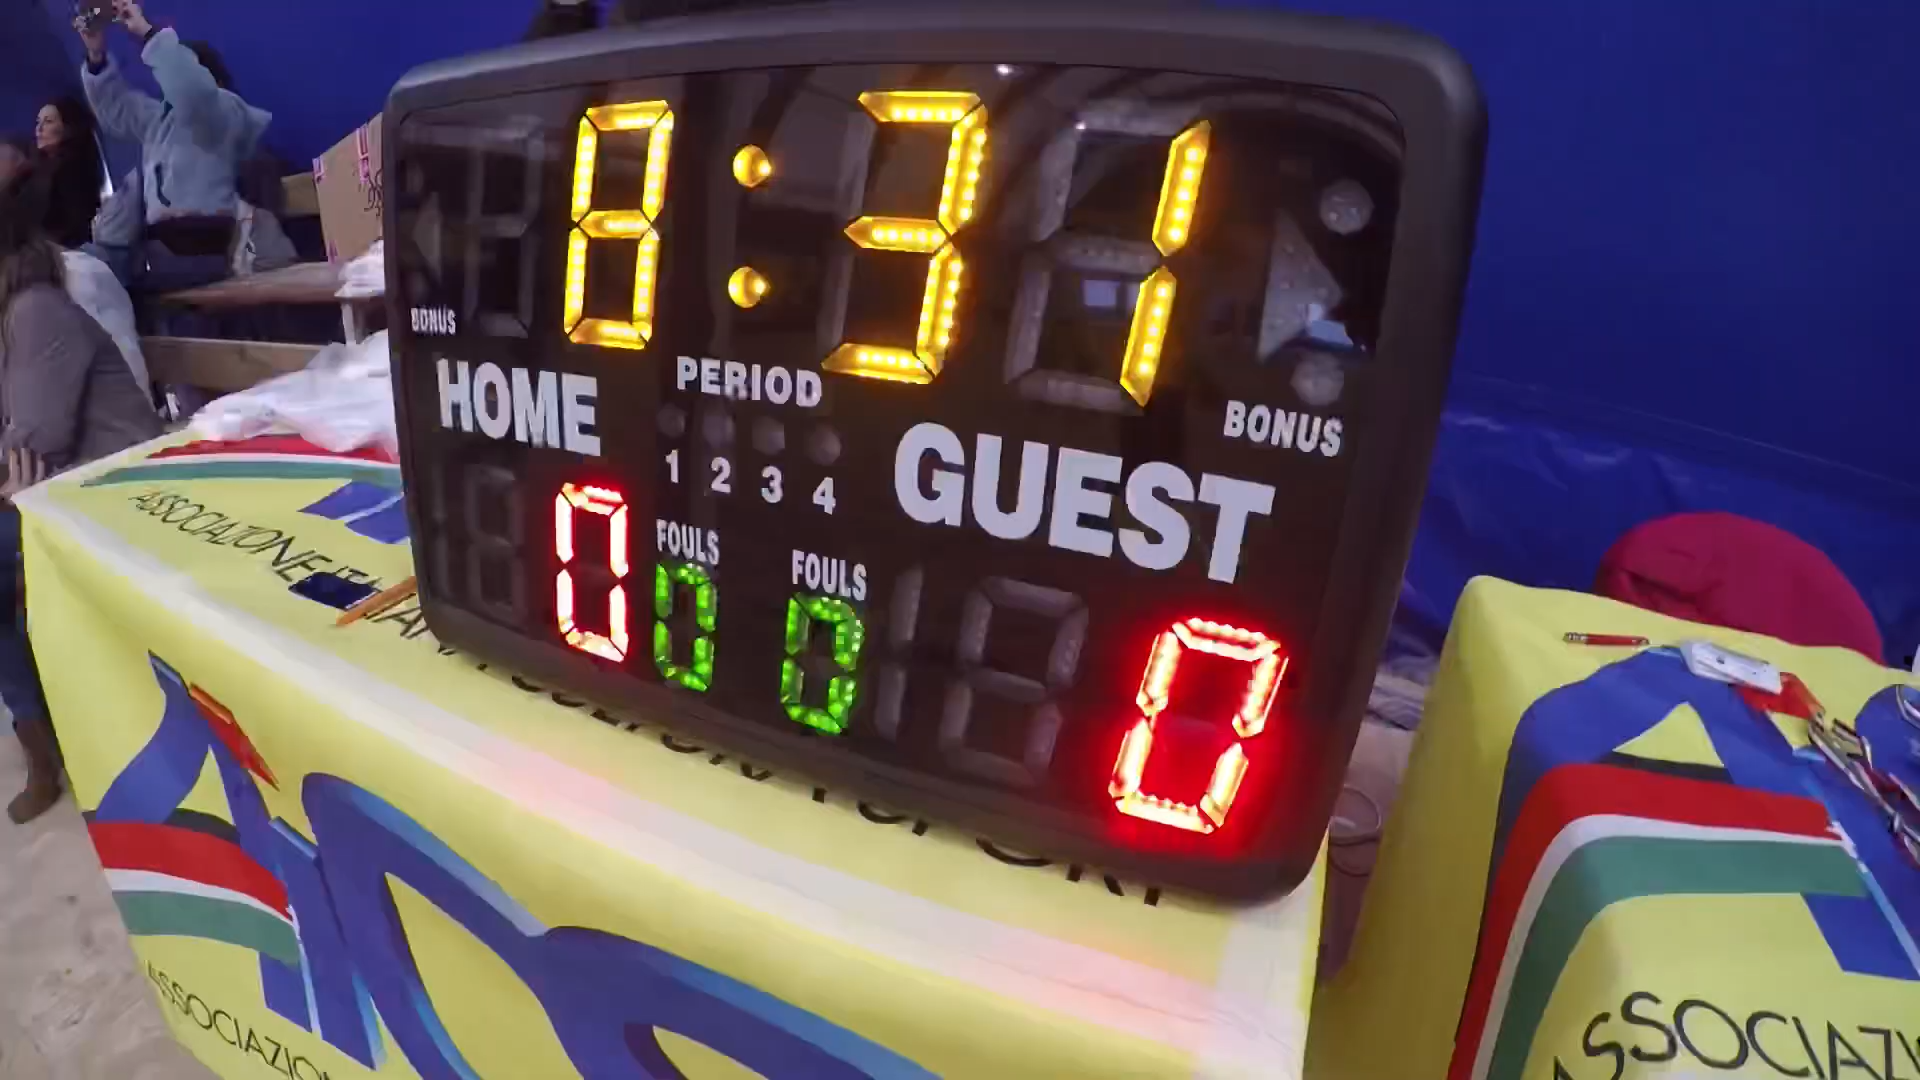 8:31
BONUS
PERIOD
HOME
BONUS
GUEST
1 2 3 4
0
FOULS
FOULS
0
0
0
ASSOCIAZIONE
ASSOCIAZIO
SSOCIAZI